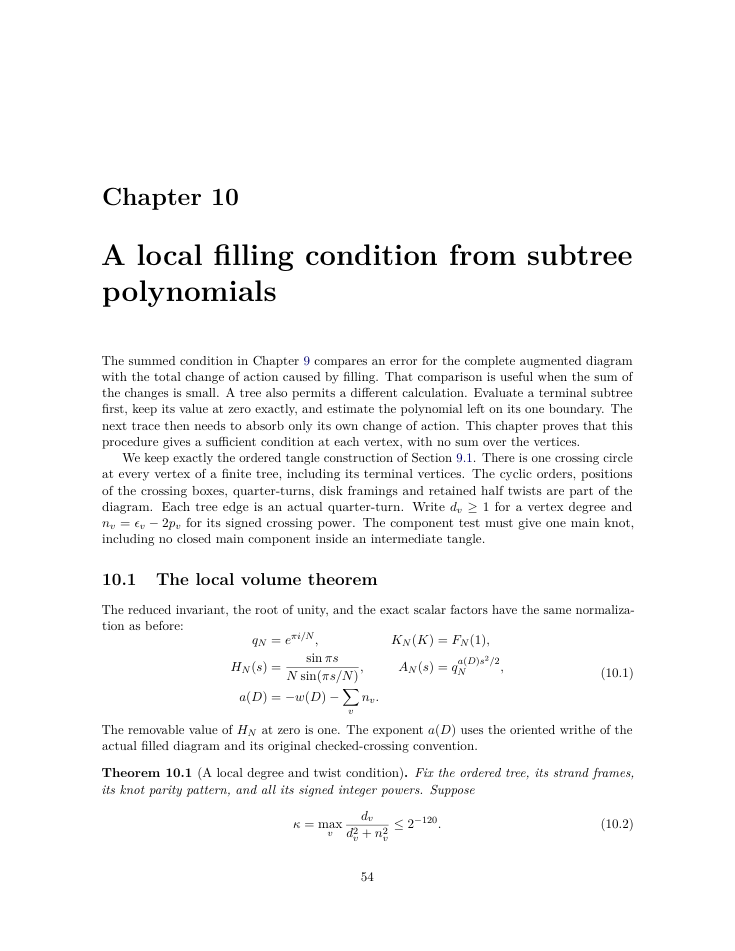 Chapter 10
A local filling condition from subtree
polynomials
The summed condition in Chapter 9 compares an error for the complete augmented diagram
with the total change of action caused by filling. That comparison is useful when the sum of
the changes is small. A tree also permits a different calculation. Evaluate a terminal subtree
first, keep its value at zero exactly, and estimate the polynomial left on its one boundary. The
next trace then needs to absorb only its own change of action. This chapter proves that this
procedure gives a sufficient condition at each vertex, with no sum over the vertices.
We keep exactly the ordered tangle construction of Section 9.1. There is one crossing circle
at every vertex of a finite tree, including its terminal vertices. The cyclic orders, positions
of the crossing boxes, quarter-turns, disk framings and retained half twists are part of the
diagram. Each tree edge is an actual quarter-turn. Write d_v ≥ 1 for a vertex degree and
n_v = ϵ_v − 2p_v for its signed crossing power. The component test must give one main knot,
including no closed main component inside an intermediate tangle.
10.1 The local volume theorem
The reduced invariant, the root of unity, and the exact scalar factors have the same normaliza-
tion as before:
q_N = e^{πi/N}, K_N(K) = F_N(1),
H_N(s) = sin πs / (N sin(πs/N)), A_N(s) = q_N^{a(D)s^2/2}, (10.1)
a(D) = −w(D) − ∑_v n_v.
The removable value of H_N at zero is one. The exponent a(D) uses the oriented writhe of the
actual filled diagram and its original checked-crossing convention.
Theorem 10.1 (A local degree and twist condition). Fix the ordered tree, its strand frames,
its knot parity pattern, and all its signed integer powers. Suppose
κ = max_v d_v / (d_v^2 + n_v^2) ≤ 2^{−120}. (10.2)
54